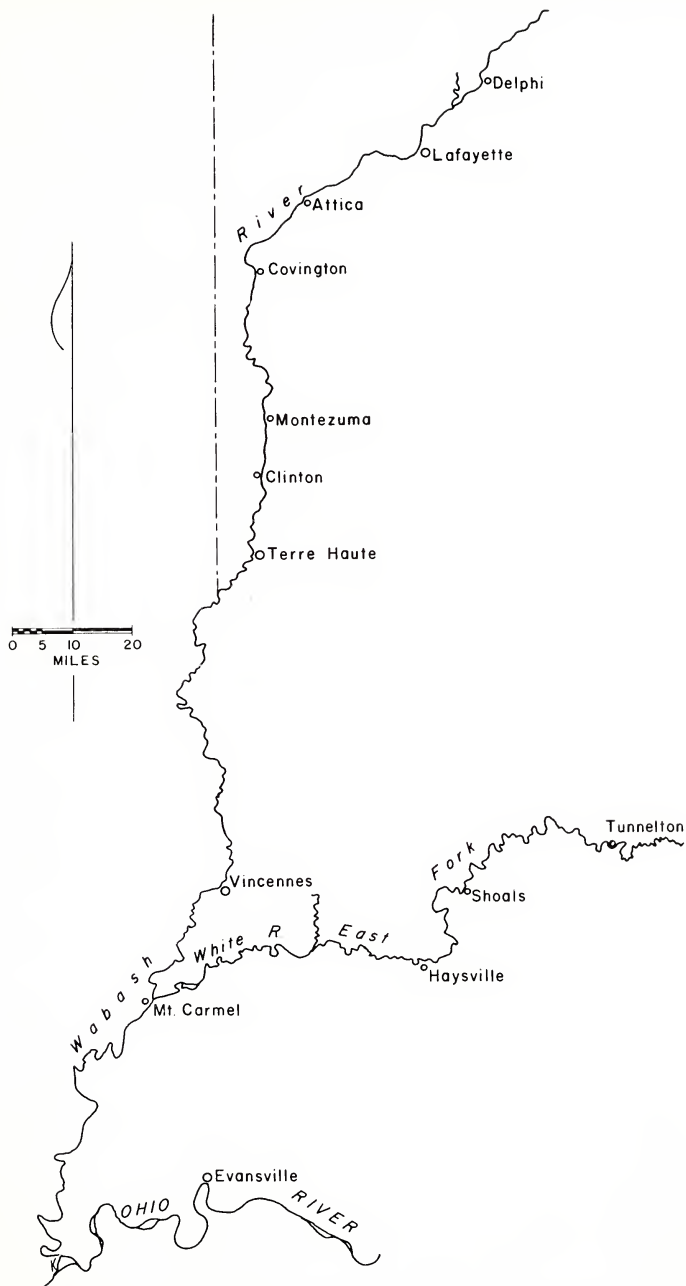 Delphi
Lafayette
River
Attica
Covington
Montezuma
Clinton
Terre Haute
0 5 10 20
MILES
Tunnelton
Fork
Shoals
Vincennes
White R
East
Haysville
Wabash
Mt. Carmel
Evansville
OHIO
RIVER